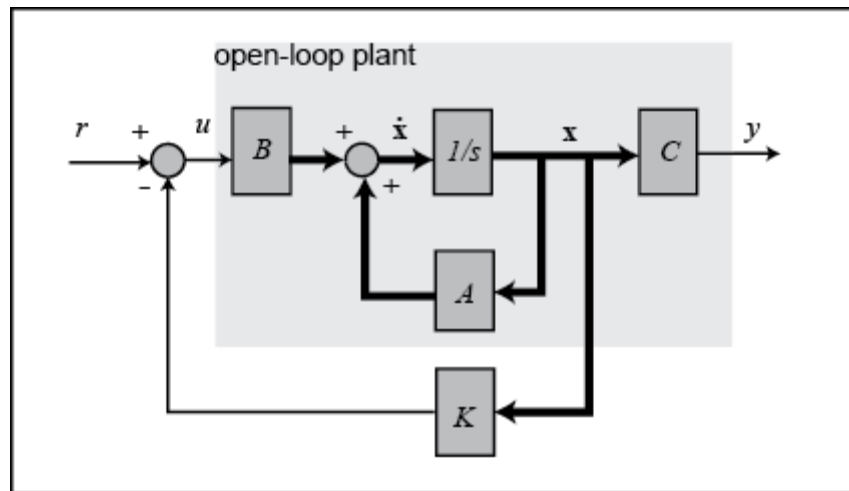 open-loop plant
r + u B + ẋ 1/s x C y
- +
A
K